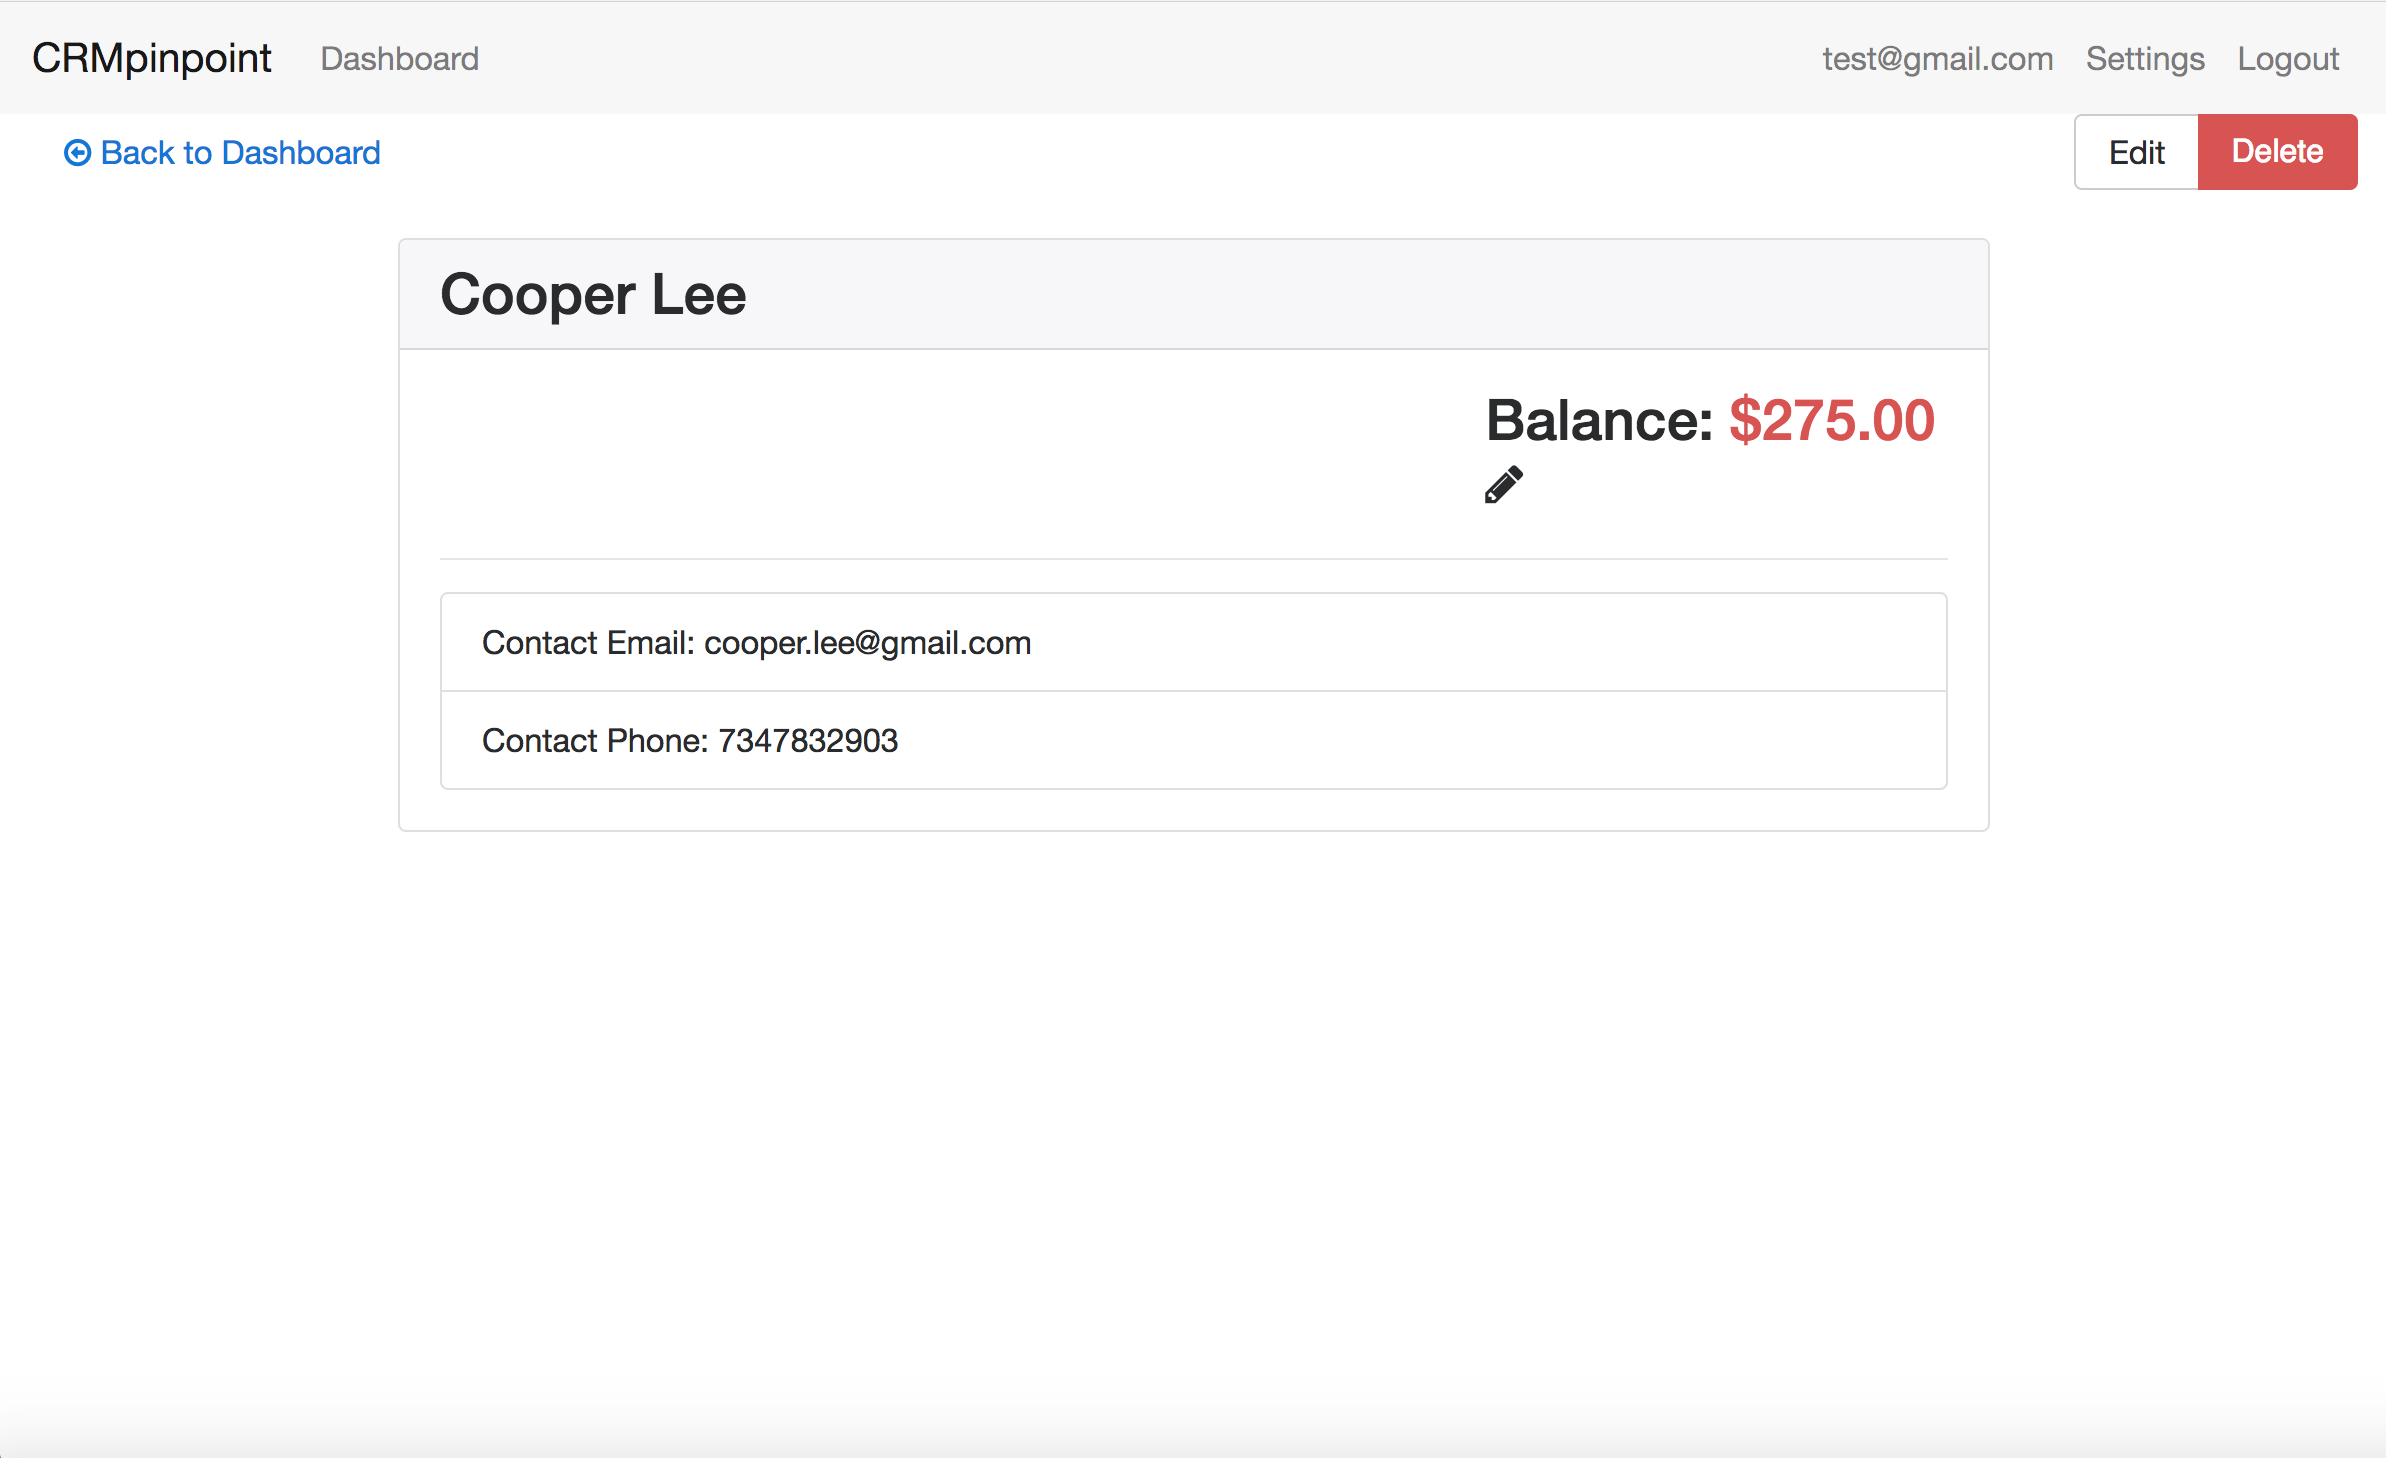 CRMpinpoint Dashboard test@gmail.com Settings Logout
Back to Dashboard Edit Delete
Cooper Lee
Balance: $275.00
Contact Email: cooper.lee@gmail.com
Contact Phone: 7347832903